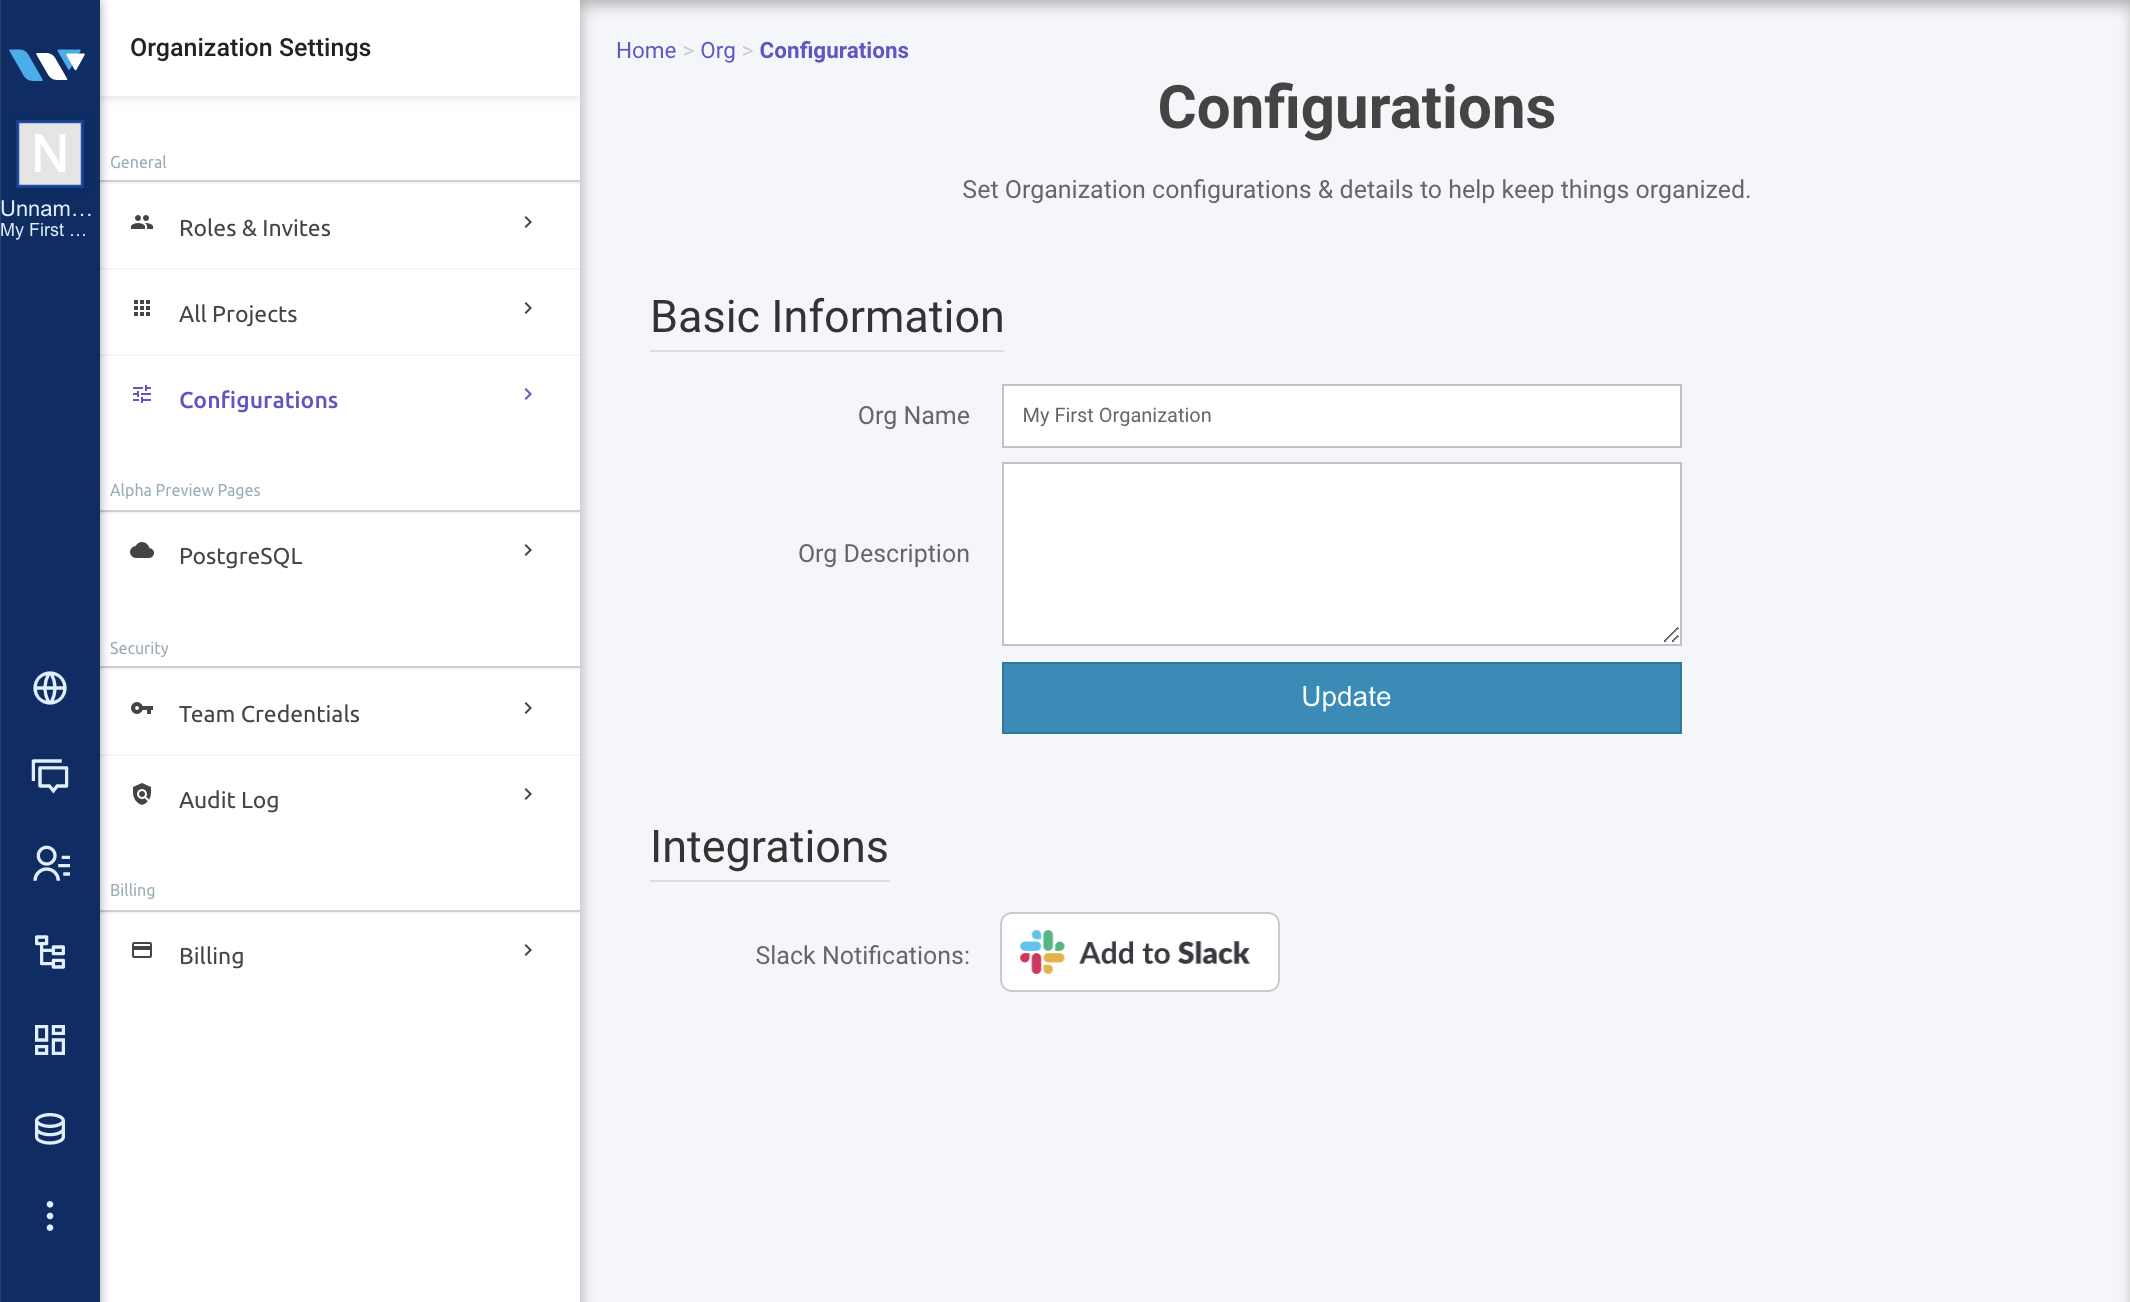 N
Unnam...
My First ...
Organization Settings
General
Roles & Invites
All Projects
Configurations
Alpha Preview Pages
PostgreSQL
Security
Team Credentials
Audit Log
Billing
Billing
Home > Org > Configurations
Configurations
Set Organization configurations & details to help keep things organized.
Basic Information
Org Name
My First Organization
Org Description
Update
Integrations
Slack Notifications:
Add to Slack